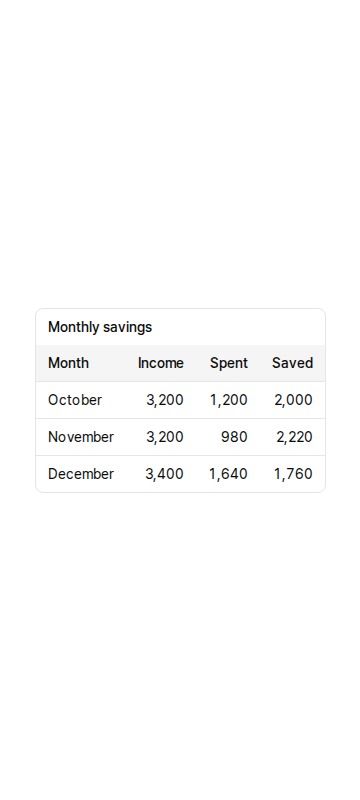 Monthly savings
Month Income Spent Saved
October 3,200 1,200 2,000
November 3,200 980 2,220
December 3,400 1,640 1,760